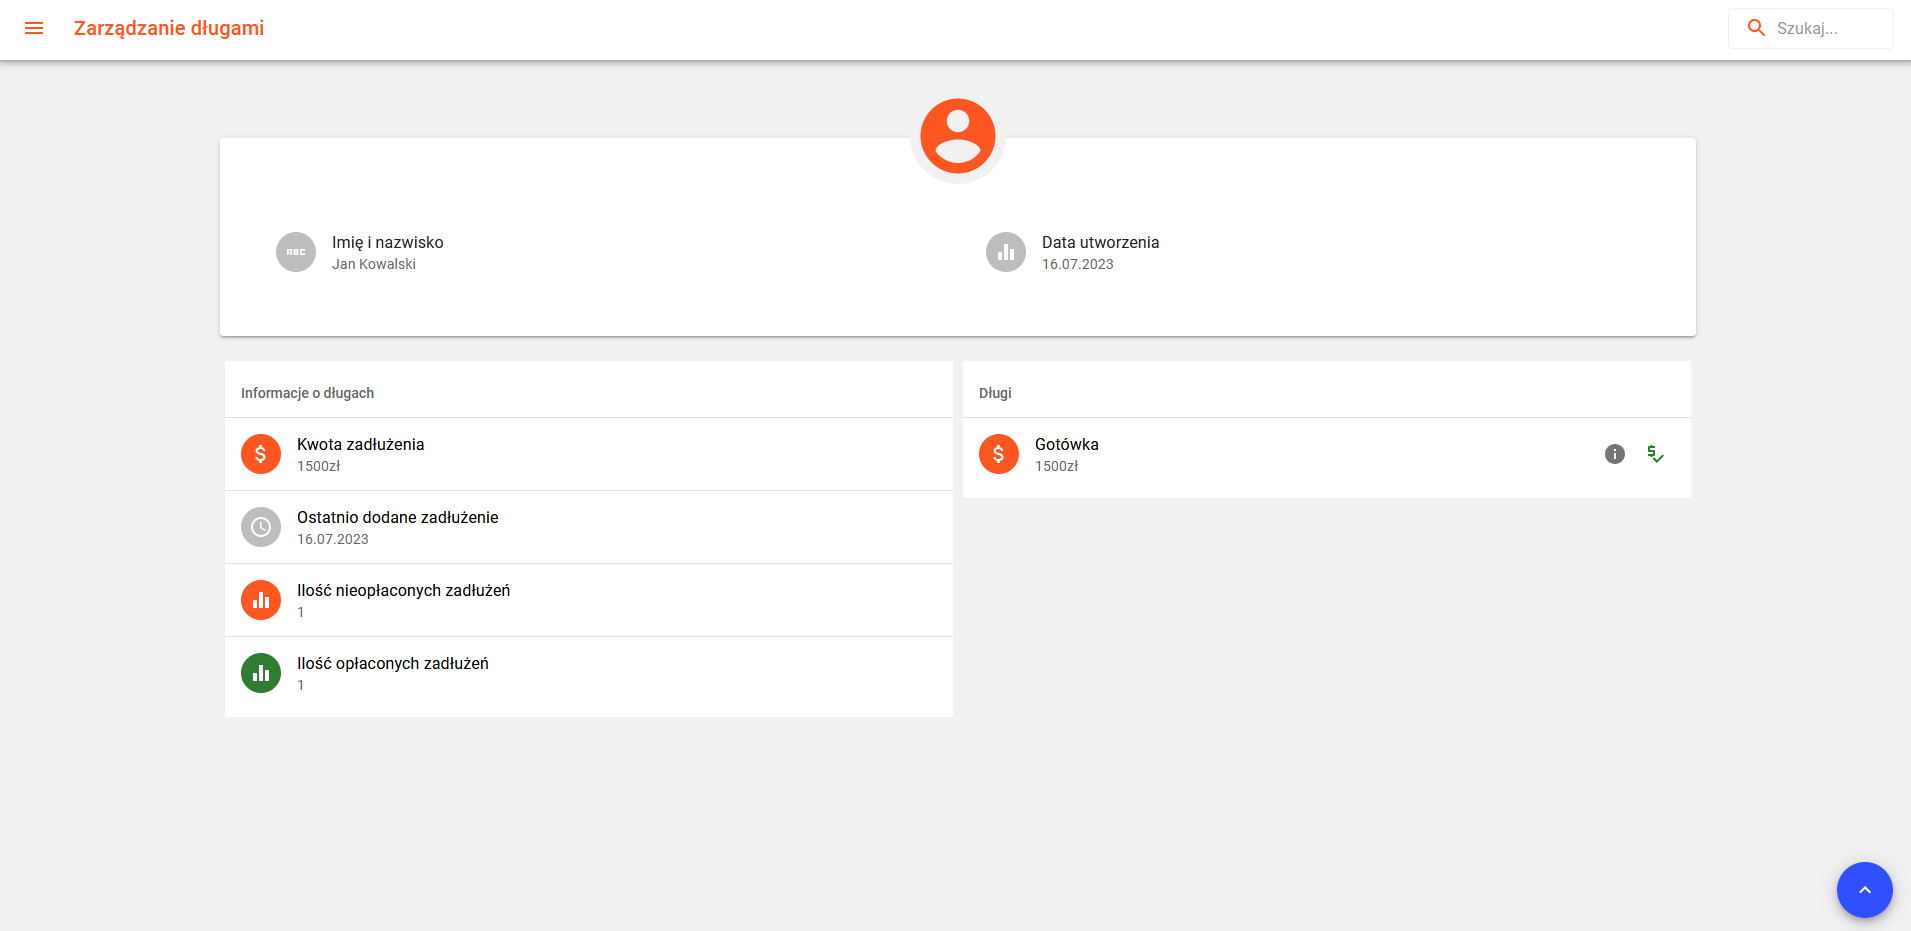 Zarządzanie długami
Szukaj...
ABC
Imię i nazwisko
Jan Kowalski
Data utworzenia
16.07.2023
Informacje o długach
Kwota zadłużenia
1500zł
Ostatnio dodane zadłużenie
16.07.2023
Ilość nieopłaconych zadłużeń
1
Ilość opłaconych zadłużeń
1
Długi
Gotówka
1500zł